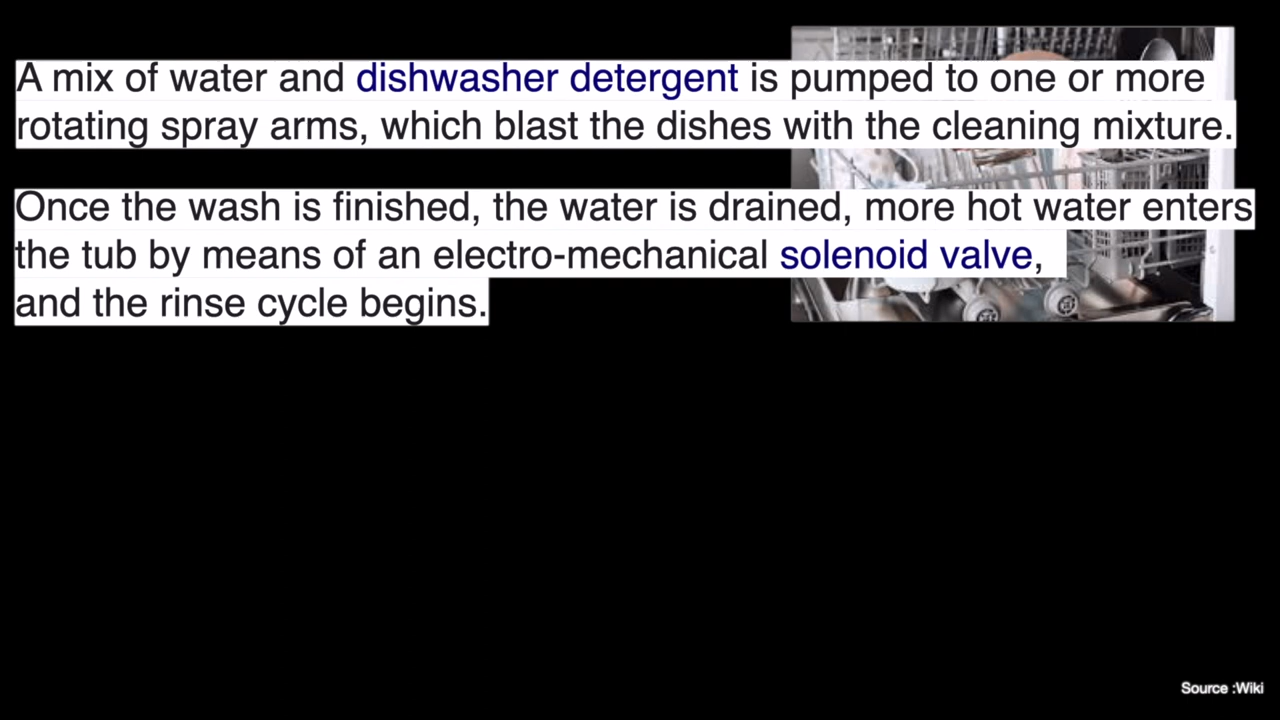 A mix of water and dishwasher detergent is pumped to one or more
rotating spray arms, which blast the dishes with the cleaning mixture.
Once the wash is finished, the water is drained, more hot water enters
the tub by means of an electro-mechanical solenoid valve,
and the rinse cycle begins.
Source :Wiki